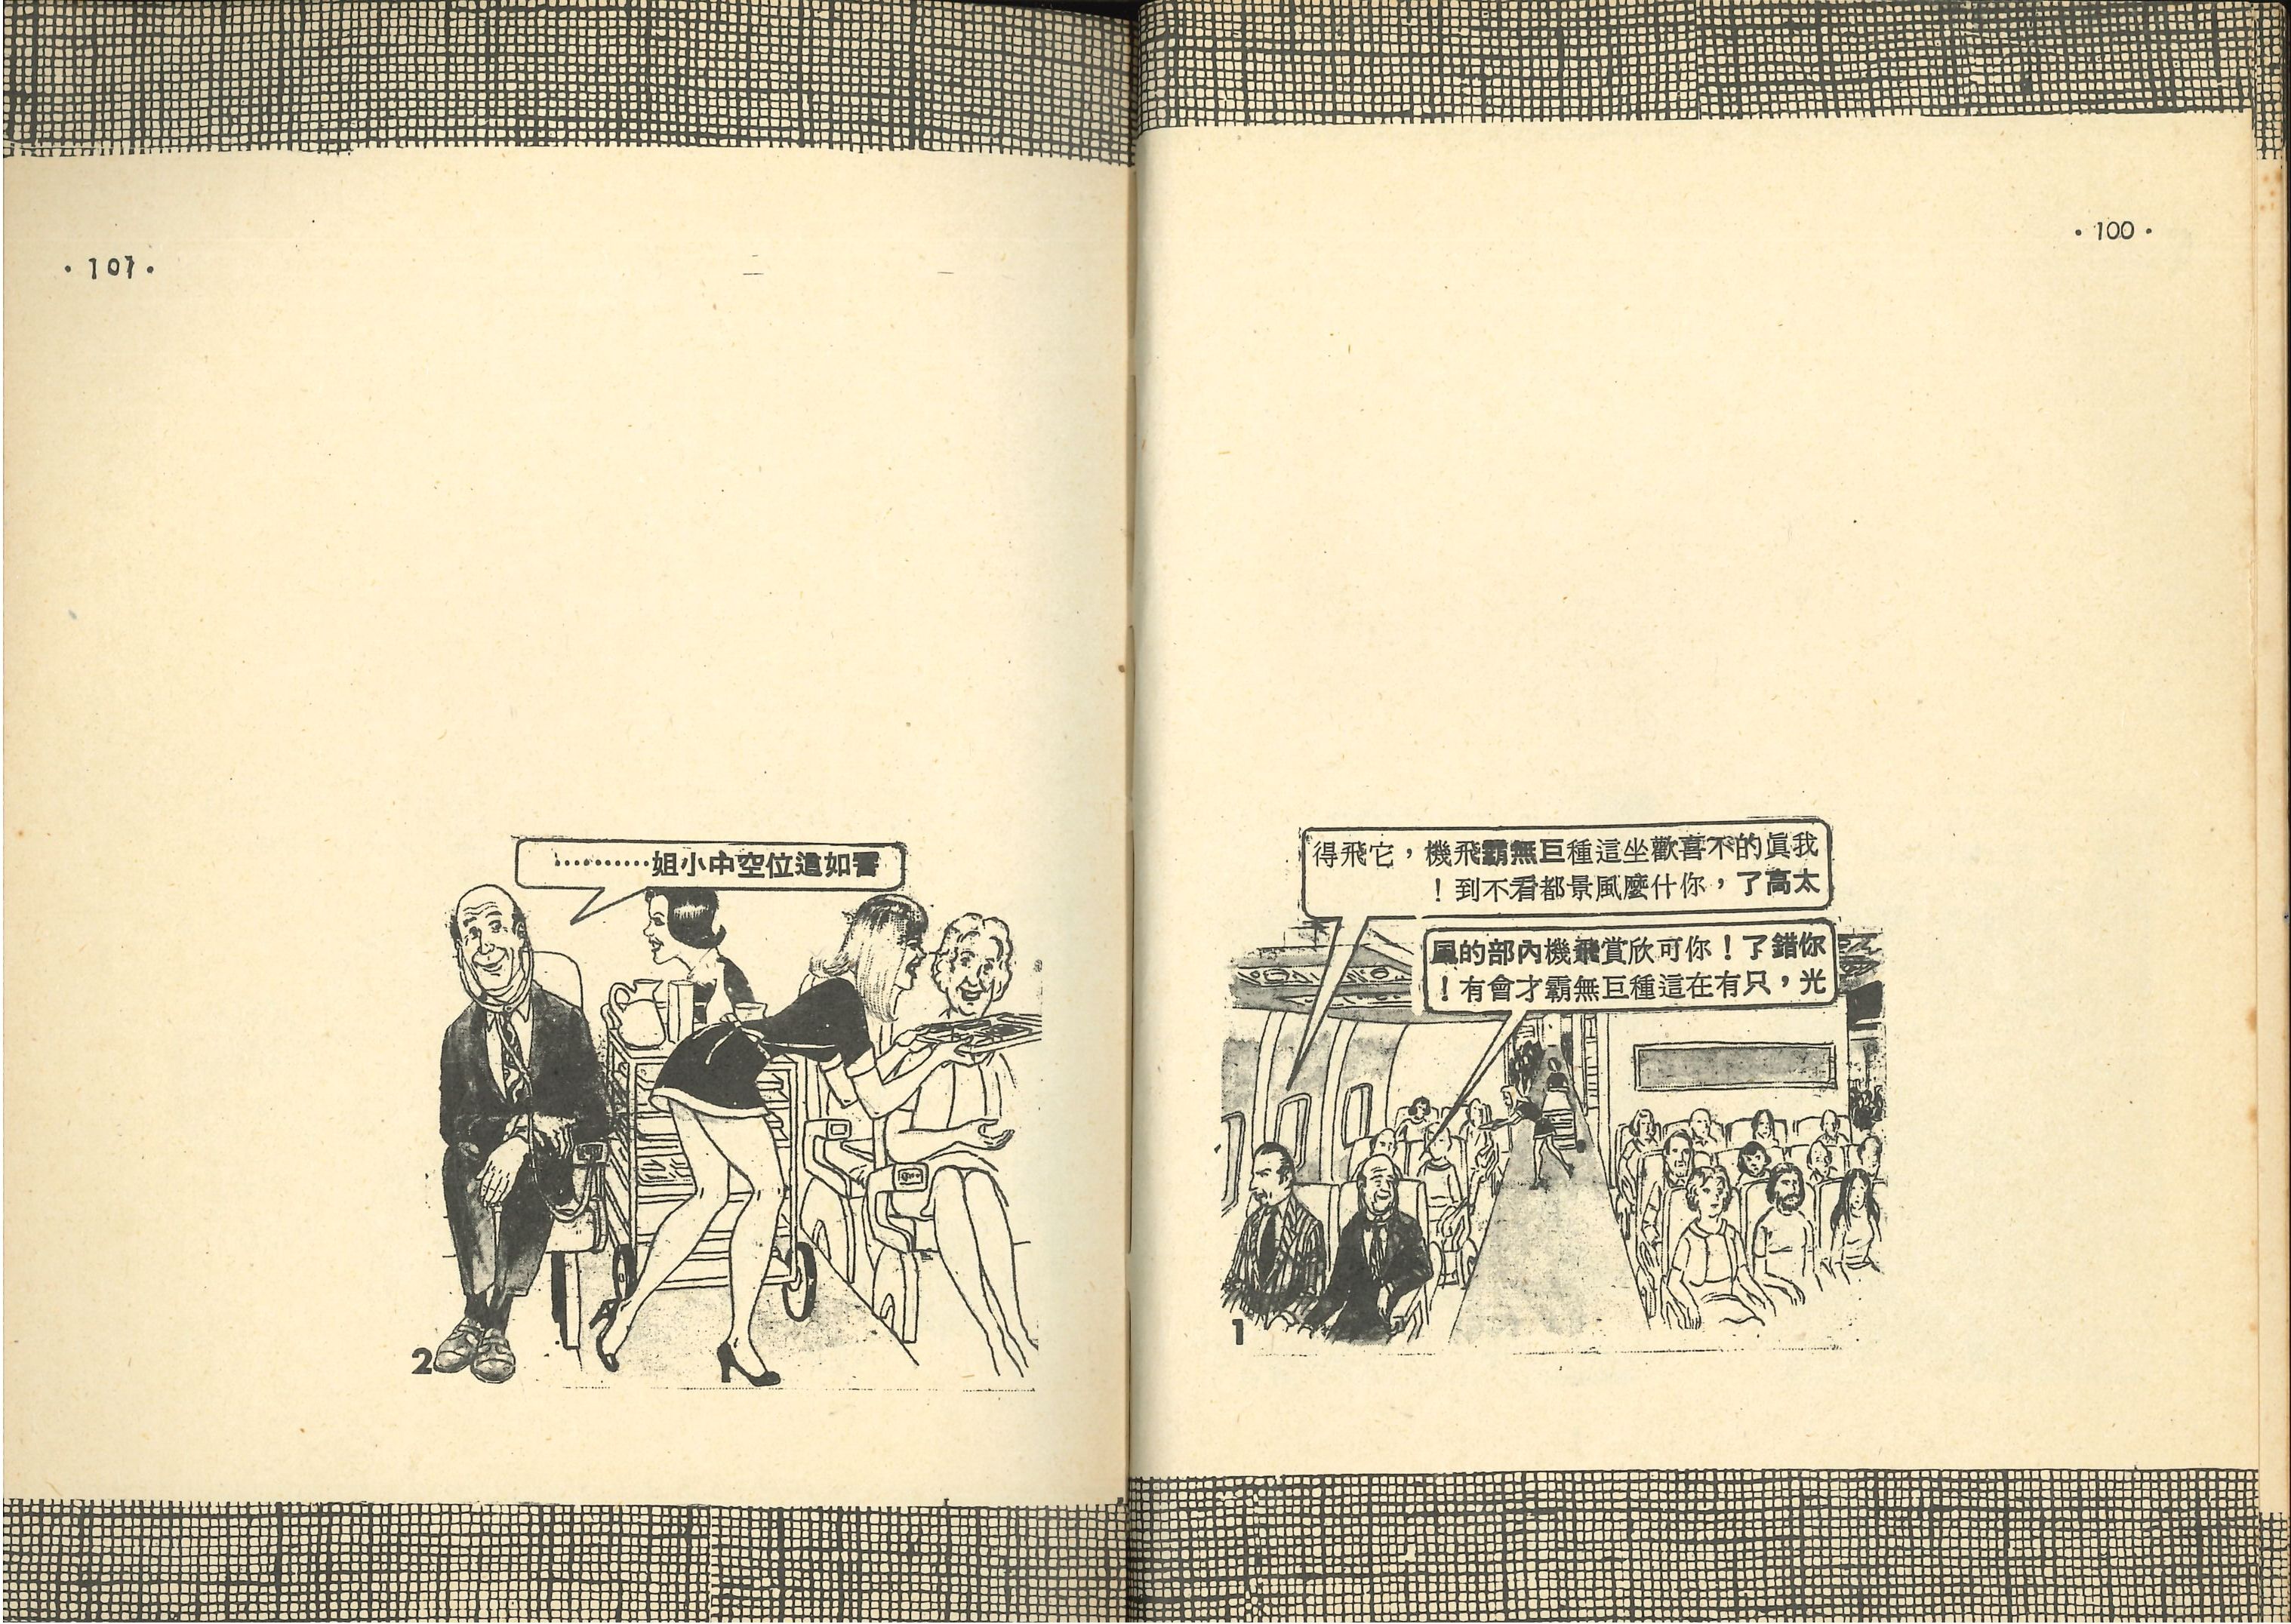 ·100·
我眞的不喜歡坐這種巨無霸飛機，它飛得
太高了，你什麼風景都看不到！
你錯了！你可欣賞飛機內部的風
光，只有在這種巨無霸才會有！
1
·101·
譬如這位空中小姐…………
2